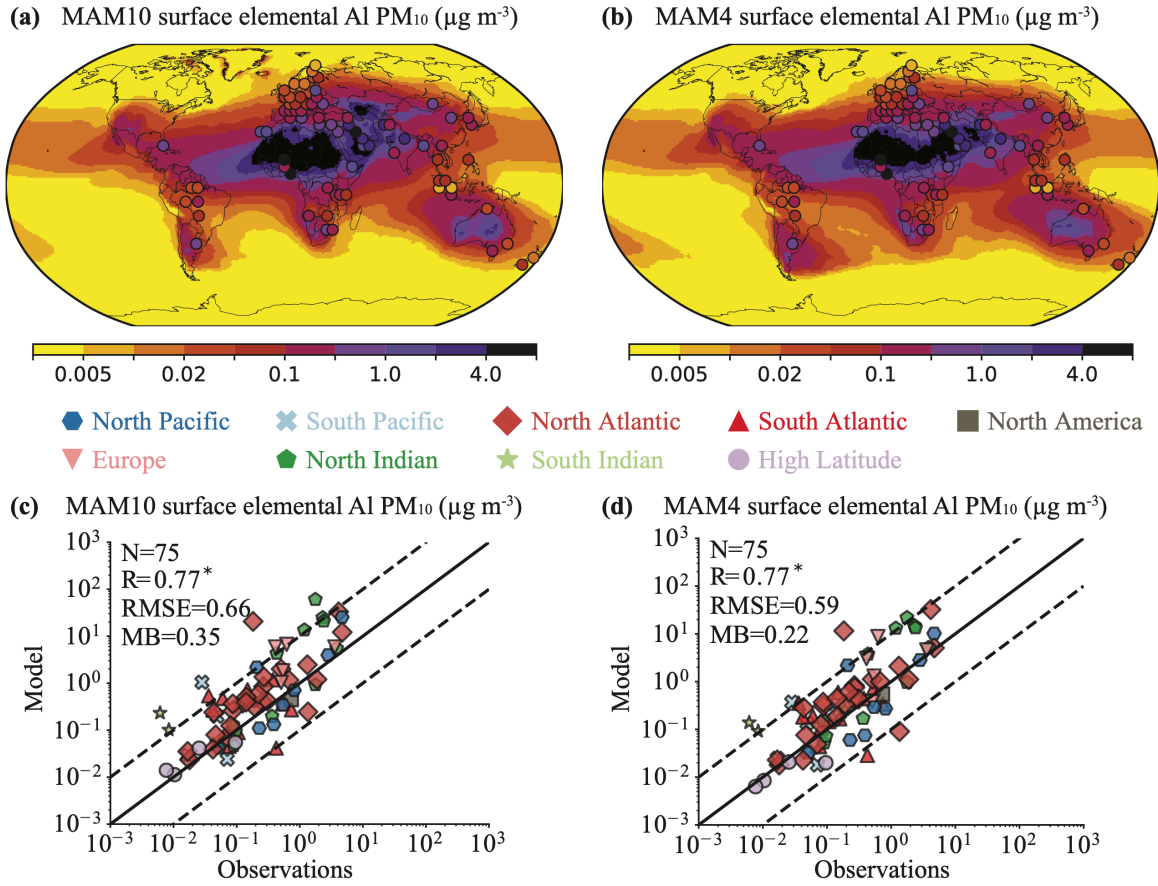 (a) MAM10 surface elemental Al PM₁₀ (µg m⁻³)
(b) MAM4 surface elemental Al PM₁₀ (µg m⁻³)
0.005 0.02 0.1 1.0 4.0
0.005 0.02 0.1 1.0 4.0
North Pacific South Pacific North Atlantic South Atlantic North America
Europe North Indian South Indian High Latitude
(c) MAM10 surface elemental Al PM₁₀ (µg m⁻³)
N=75
R=0.77*
RMSE=0.66
MB=0.35
Model
10³
10²
10¹
10⁰
10⁻¹
10⁻²
10⁻³
10⁻³ 10⁻² 10⁻¹ 10⁰ 10¹ 10² 10³
Observations
(d) MAM4 surface elemental Al PM₁₀ (µg m⁻³)
N=75
R=0.77*
RMSE=0.59
MB=0.22
Model
10³
10²
10¹
10⁰
10⁻¹
10⁻²
10⁻³
10⁻³ 10⁻² 10⁻¹ 10⁰ 10¹ 10² 10³
Observations